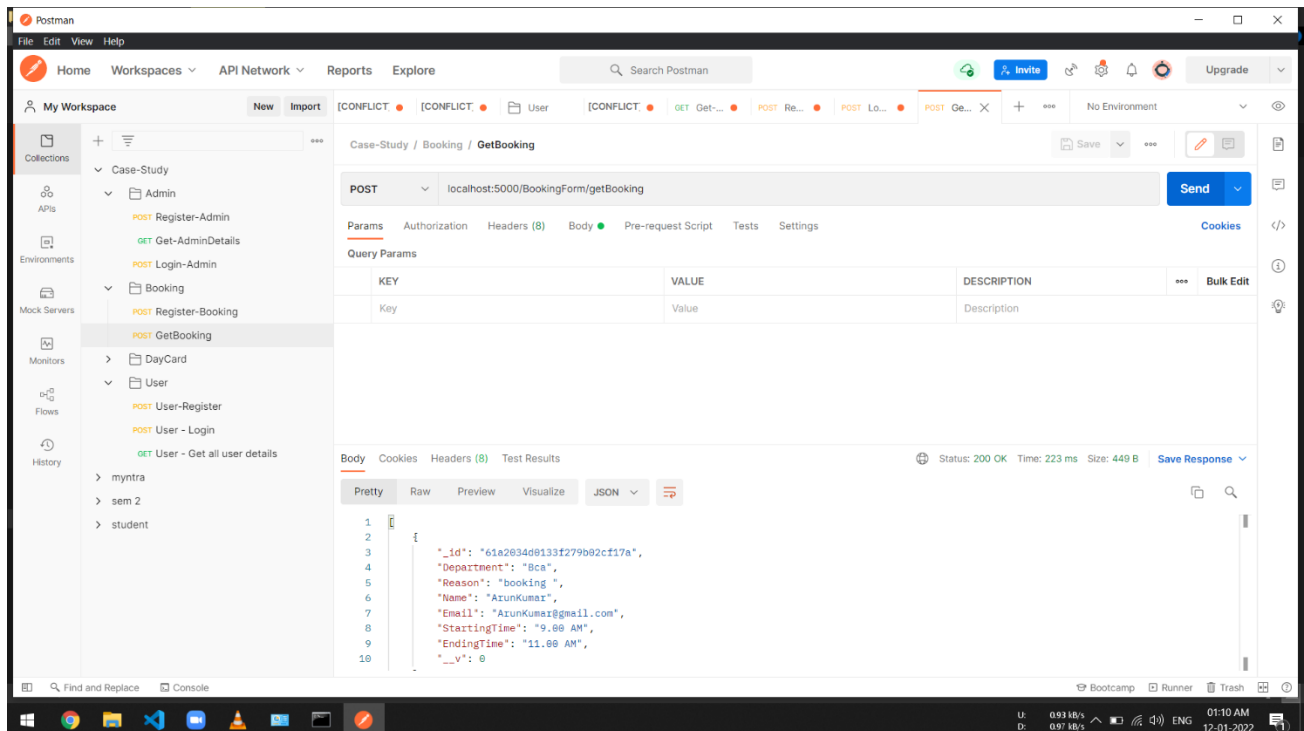 Postman
File Edit View Help
Home Workspaces API Network Reports Explore Search Postman Invite Upgrade
My Workspace New Import [CONFLICT] [CONFLICT] User [CONFLICT] GET Get-... POST Re... POST Lo... POST Ge... No Environment
Collections
APIs
Environments
Mock Servers
Monitors
Flows
History
Case-Study
Admin
POST Register-Admin
GET Get-AdminDetails
POST Login-Admin
Booking
POST Register-Booking
POST GetBooking
DayCard
User
POST User-Register
POST User - Login
GET User - Get all user details
myntra
sem 2
student
Case-Study / Booking / GetBooking Save
POST localhost:5000/BookingForm/getBooking Send
Params Authorization Headers (8) Body Pre-request Script Tests Settings Cookies
Query Params
KEY VALUE DESCRIPTION Bulk Edit
Key Value Description
Body Cookies Headers (8) Test Results Status: 200 OK Time: 223 ms Size: 449 B Save Response
Pretty Raw Preview Visualize JSON
1 [
2 {
3 "_id": "61a2034d0133f279b02cf17a",
4 "Department": "Bca",
5 "Reason": "booking ",
6 "Name": "ArunKumar",
7 "Email": "ArunKumar@gmail.com",
8 "StartingTime": "9.00 AM",
9 "EndingTime": "11.00 AM",
10 "__v": 0
Find and Replace Console Bootcamp Runner Trash
U: 0.93 kB/s ENG 01:10 AM
D: 0.97 kB/s 12-01-2022